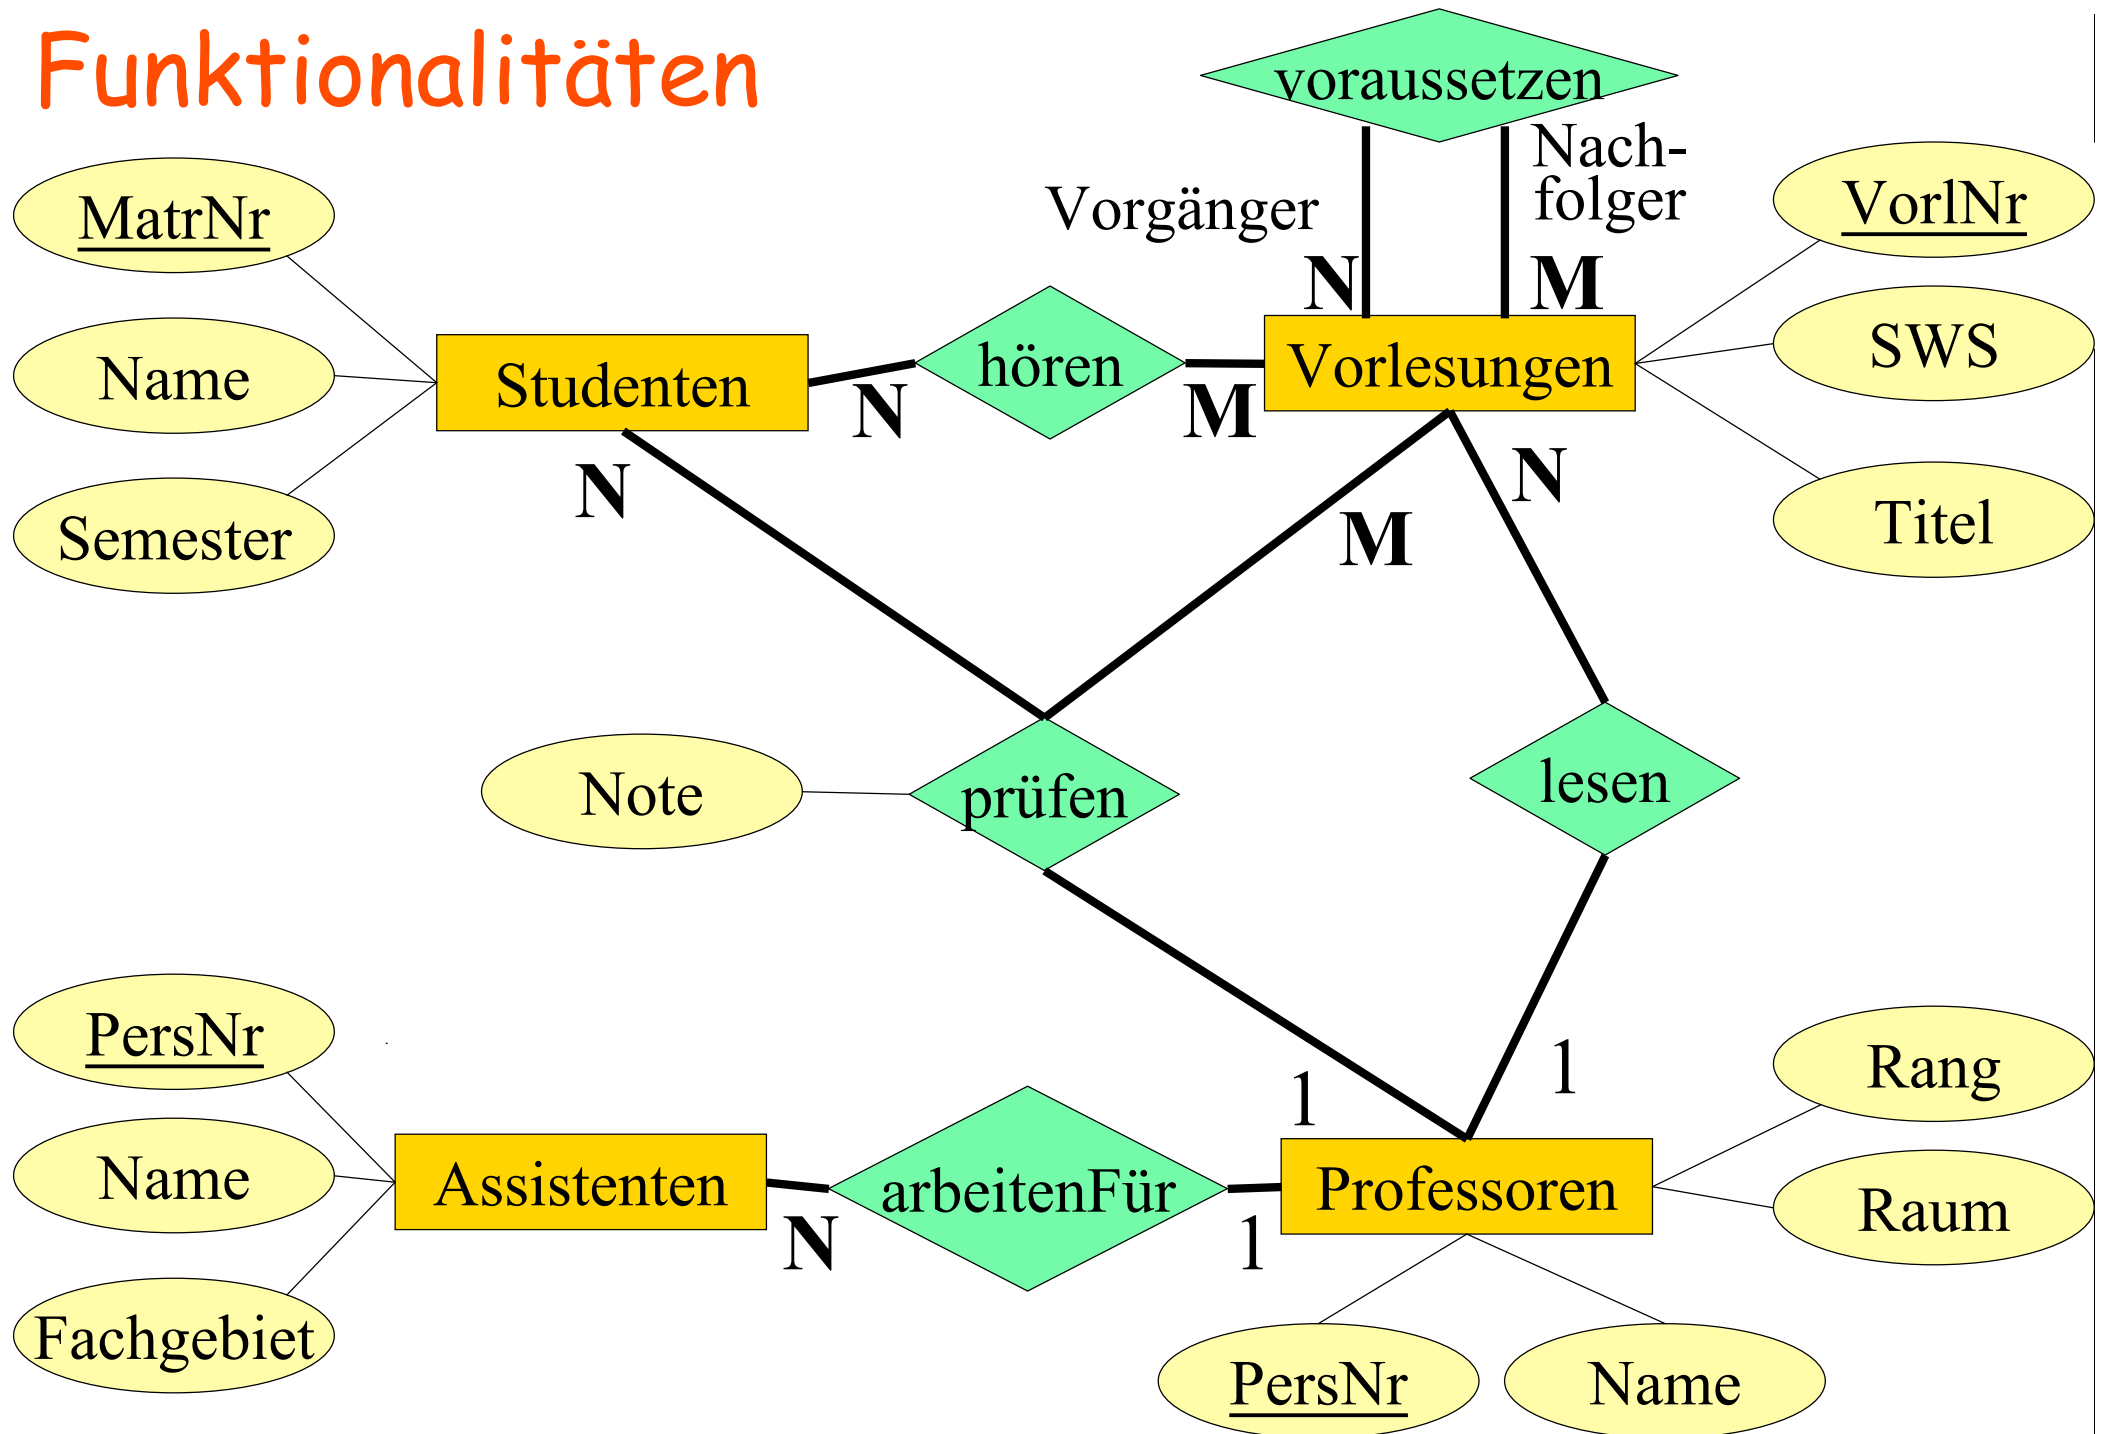 Funktionalitäten
voraussetzen
Nach-
folger
Vorgänger
N
M
MatrNr
Name
Semester
Studenten
N
hören
M
Vorlesungen
VorlNr
SWS
Titel
N
M
N
Note
prüfen
lesen
1
1
PersNr
Name
Fachgebiet
Assistenten
N
arbeitenFür
1
Professoren
Rang
Raum
PersNr
Name